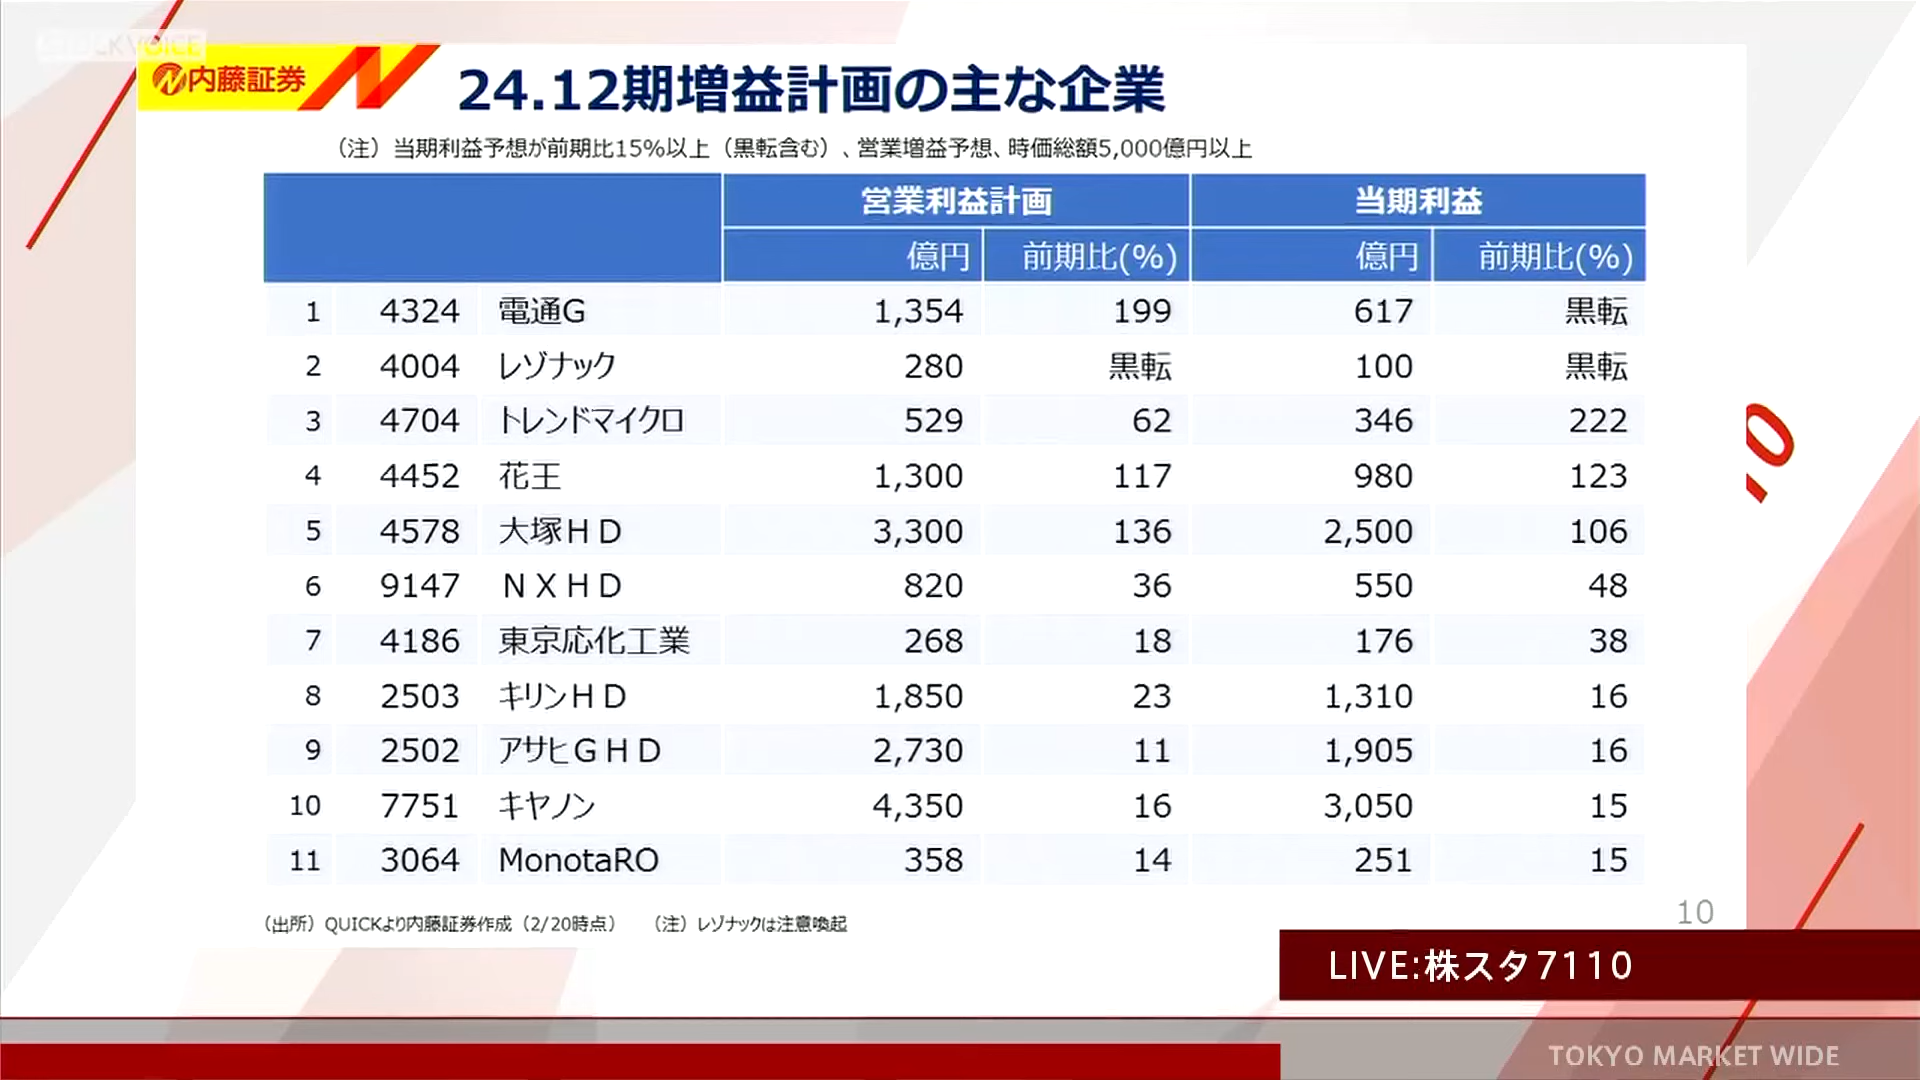 内藤証券
24.12期増益計画の主な企業
（注）当期利益予想が前期比15%以上（黒転含む）、営業増益予想、時価総額5,000億円以上
営業利益計画 当期利益
億円 前期比(%) 億円 前期比(%)
1 4324 電通G 1,354 199 617 黒転
2 4004 レゾナック 280 黒転 100 黒転
3 4704 トレンドマイクロ 529 62 346 222
4 4452 花王 1,300 117 980 123
5 4578 大塚ＨＤ 3,300 136 2,500 106
6 9147 ＮＸＨＤ 820 36 550 48
7 4186 東京応化工業 268 18 176 38
8 2503 キリンＨＤ 1,850 23 1,310 16
9 2502 アサヒＧＨＤ 2,730 11 1,905 16
10 7751 キヤノン 4,350 16 3,050 15
11 3064 MonotaRO 358 14 251 15
（出所）QUICKより内藤証券作成（2/20時点） （注）レゾナックは注意喚起
10
LIVE:株スタ7110
TOKYO MARKET WIDE